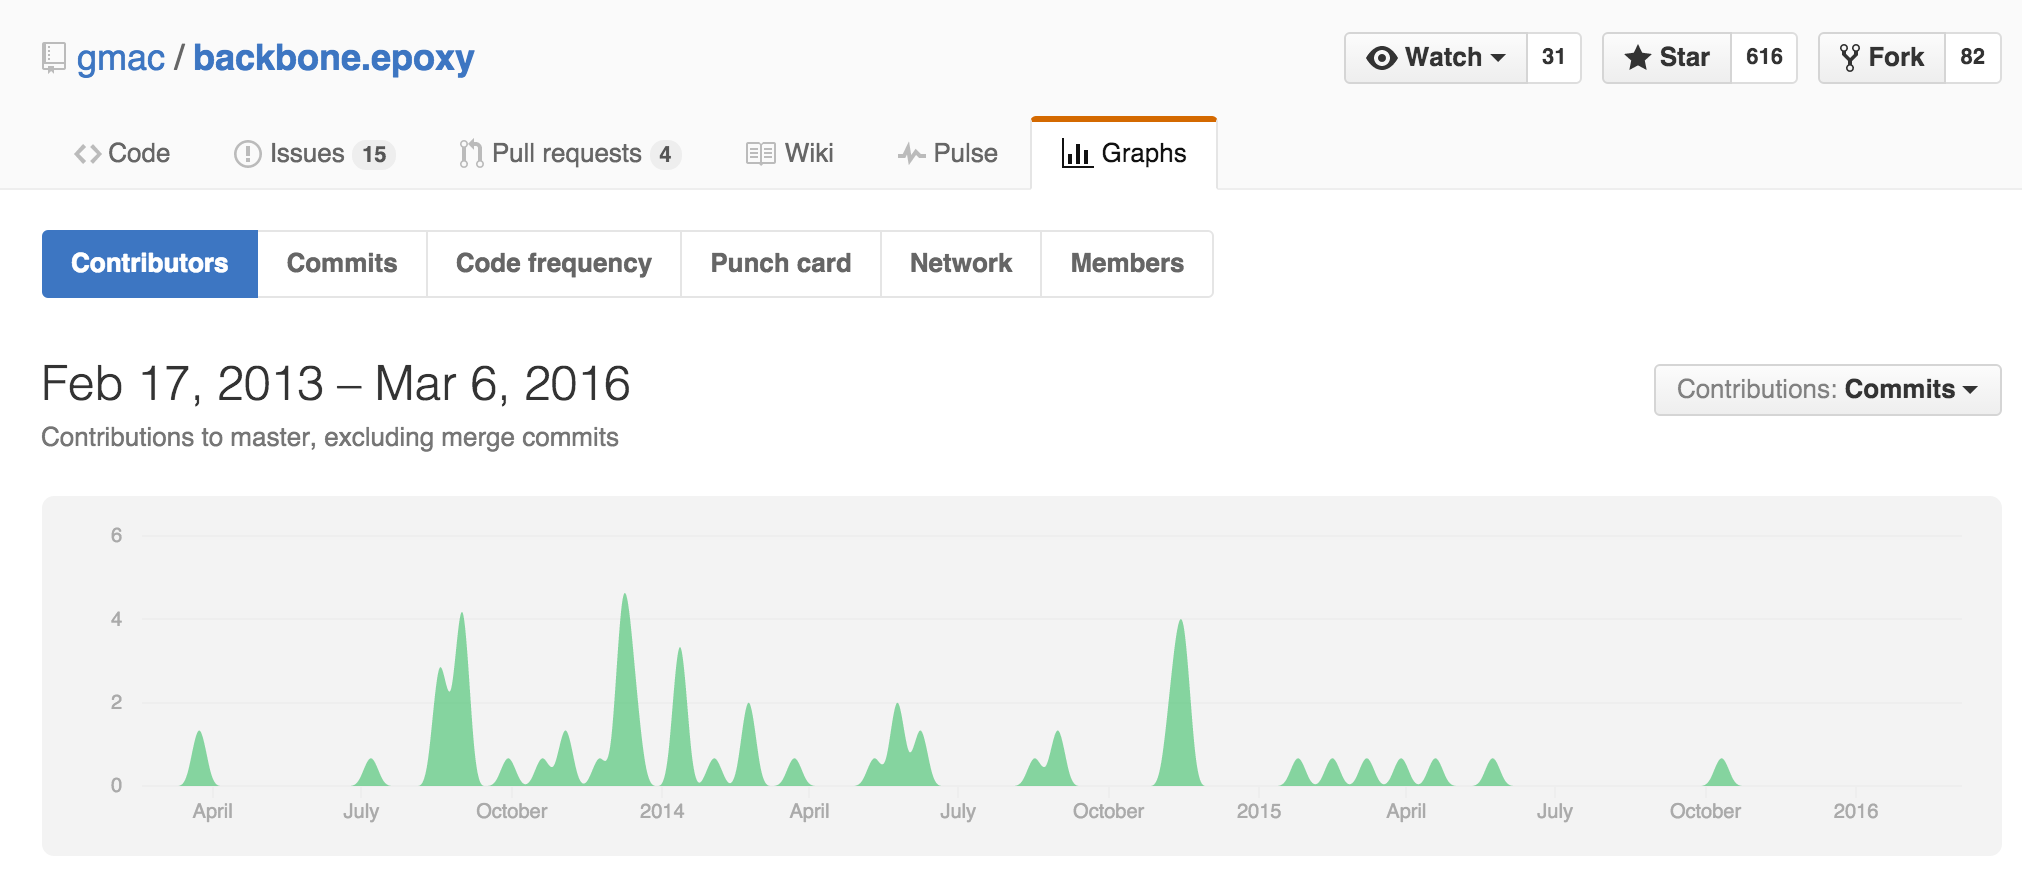 gmac / backbone.epoxy
Watch 31 Star 616 Fork 82
Code Issues 15 Pull requests 4 Wiki Pulse Graphs
Contributors Commits Code frequency Punch card Network Members
Feb 17, 2013 – Mar 6, 2016
Contributions: Commits
Contributions to master, excluding merge commits
6
4
2
0
April July October 2014 April July October 2015 April July October 2016